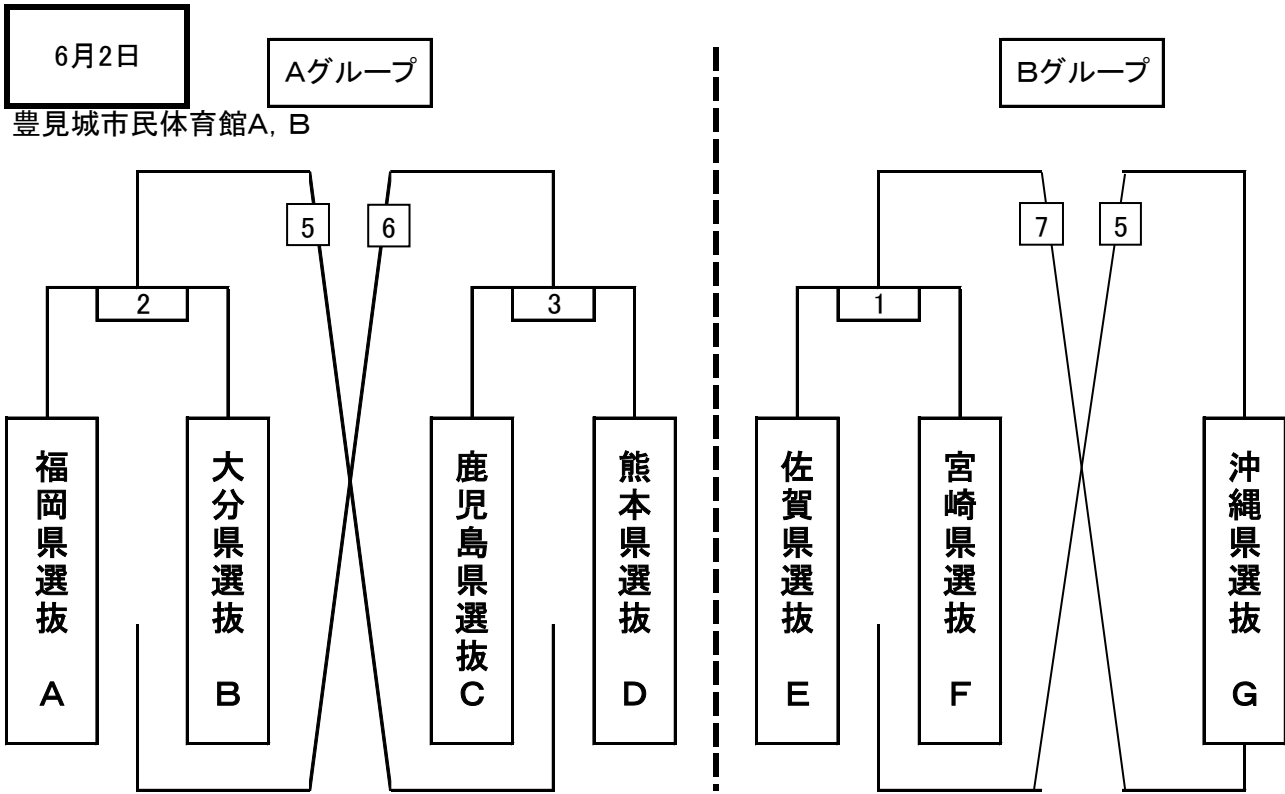 6月2日
Aグループ
Bグループ
豊見城市民体育館A, B
5
6
7
5
2
3
1
福岡県選抜 A
大分県選抜 B
鹿児島県選抜 C
熊本県選抜 D
佐賀県選抜 E
宮崎県選抜 F
沖縄県選抜 G